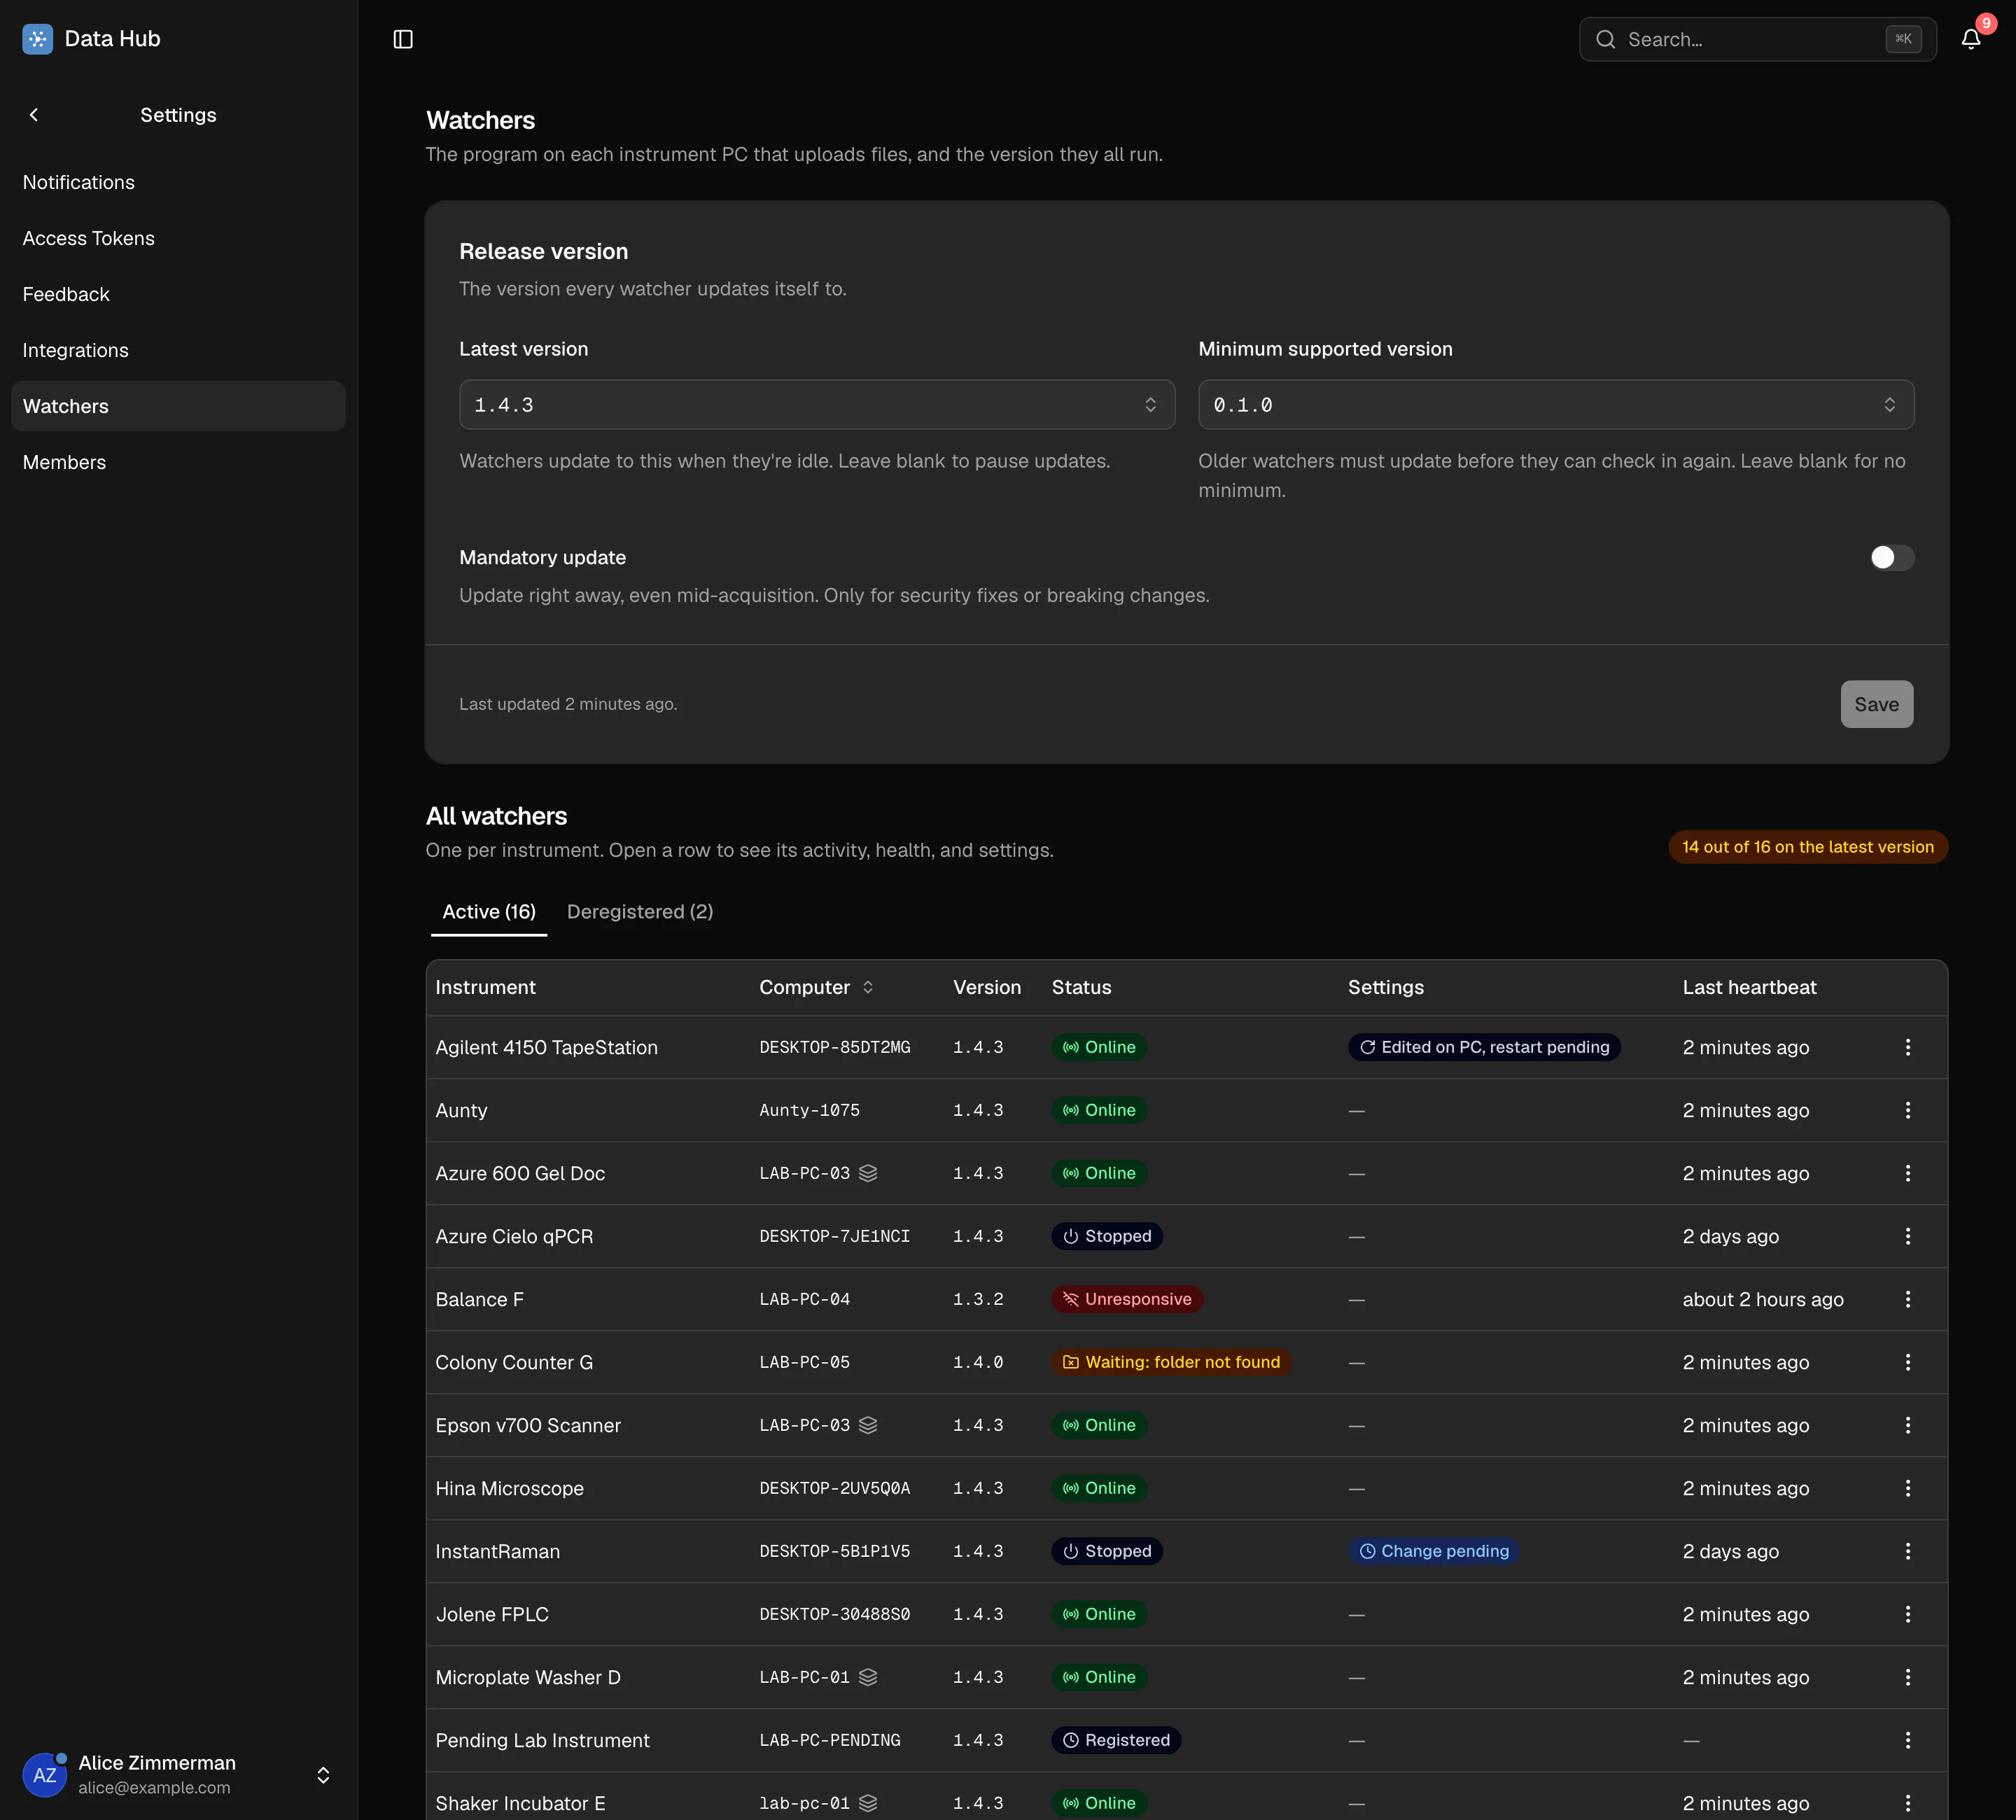 Data Hub
Search...
⌘K
9
Settings
Notifications
Access Tokens
Feedback
Integrations
Watchers
Members
Watchers
The program on each instrument PC that uploads files, and the version they all run.
Release version
The version every watcher updates itself to.
Latest version
Minimum supported version
1.4.3
0.1.0
Watchers update to this when they're idle. Leave blank to pause updates.
Older watchers must update before they can check in again. Leave blank for no
minimum.
Mandatory update
Update right away, even mid-acquisition. Only for security fixes or breaking changes.
Last updated 2 minutes ago.
Save
All watchers
One per instrument. Open a row to see its activity, health, and settings.
14 out of 16 on the latest version
Active (16) Deregistered (2)
Instrument Computer Version Status Settings Last heartbeat
Agilent 4150 TapeStation DESKTOP-85DT2MG 1.4.3 Online Edited on PC, restart pending 2 minutes ago
Aunty Aunty-1075 1.4.3 Online — 2 minutes ago
Azure 600 Gel Doc LAB-PC-03 1.4.3 Online — 2 minutes ago
Azure Cielo qPCR DESKTOP-7JE1NCI 1.4.3 Stopped — 2 days ago
Balance F LAB-PC-04 1.3.2 Unresponsive — about 2 hours ago
Colony Counter G LAB-PC-05 1.4.0 Waiting: folder not found — 2 minutes ago
Epson v700 Scanner LAB-PC-03 1.4.3 Online — 2 minutes ago
Hina Microscope DESKTOP-2UV5Q0A 1.4.3 Online — 2 minutes ago
InstantRaman DESKTOP-5B1P1V5 1.4.3 Stopped Change pending 2 days ago
Jolene FPLC DESKTOP-30488S0 1.4.3 Online — 2 minutes ago
Microplate Washer D LAB-PC-01 1.4.3 Online — 2 minutes ago
Pending Lab Instrument LAB-PC-PENDING 1.4.3 Registered — —
Shaker Incubator E lab-pc-01 1.4.3 Online — 2 minutes ago
AZ
Alice Zimmerman
alice@example.com